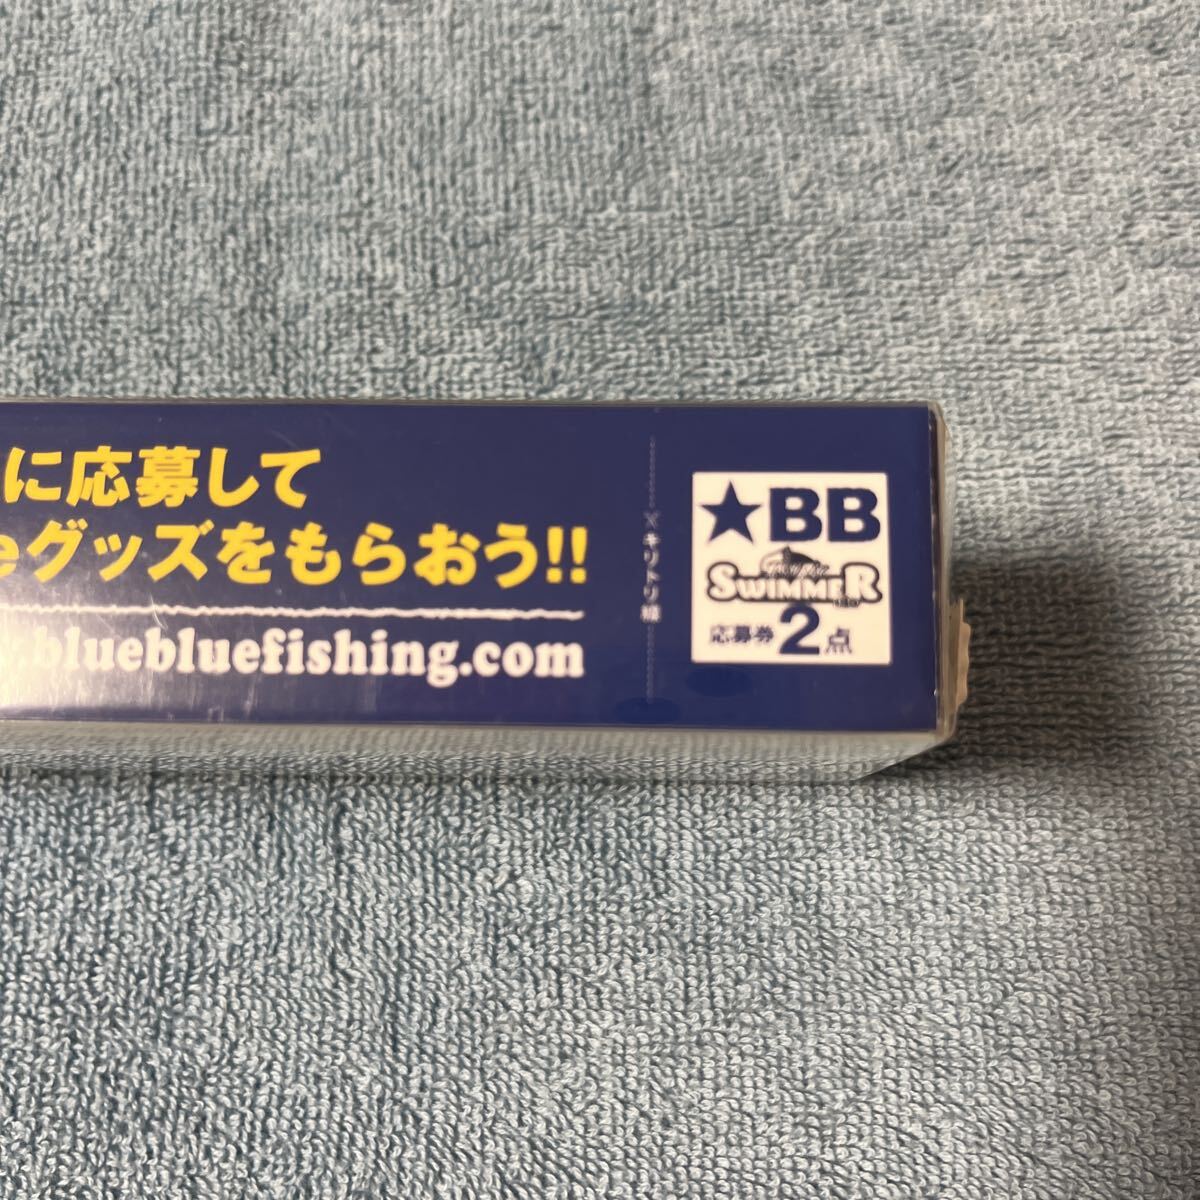 に応募して
eグッズをもらおう!!
.bluebluefishing.com
キリトリ線
★BB
SWIMMER
応募券2点